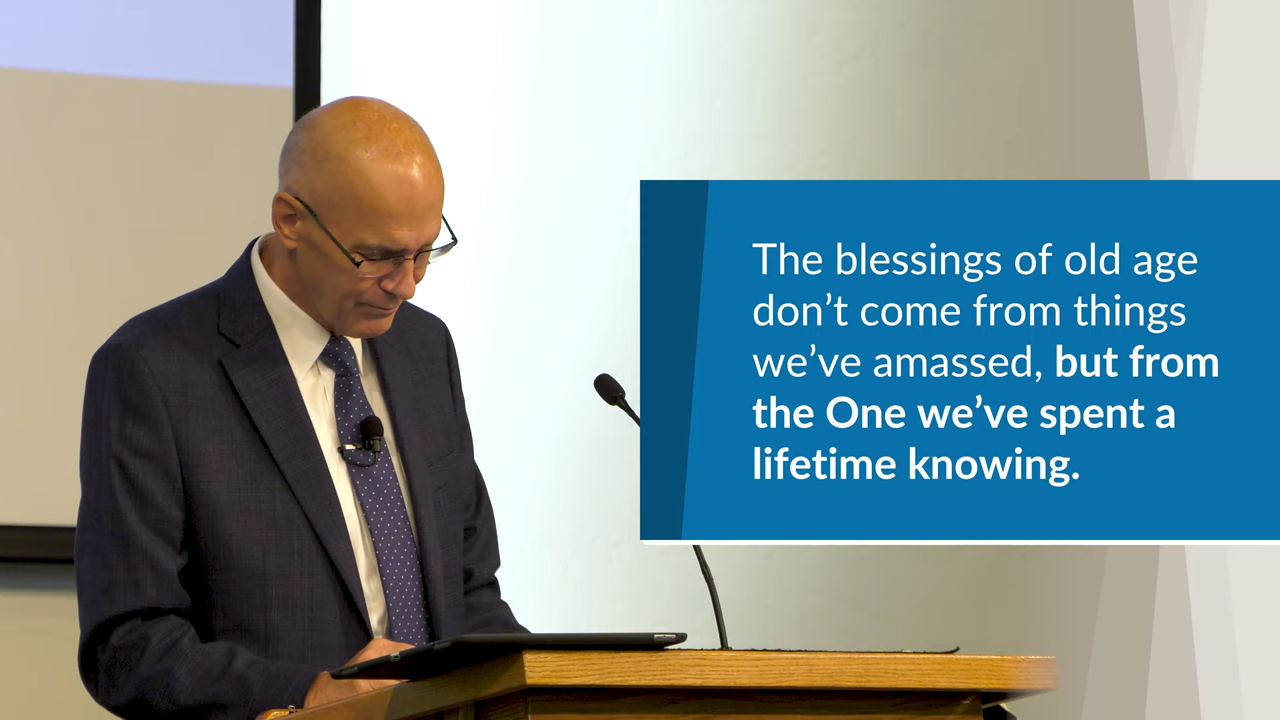 The blessings of old age
don’t come from things
we’ve amassed, but from
the One we’ve spent a
lifetime knowing.